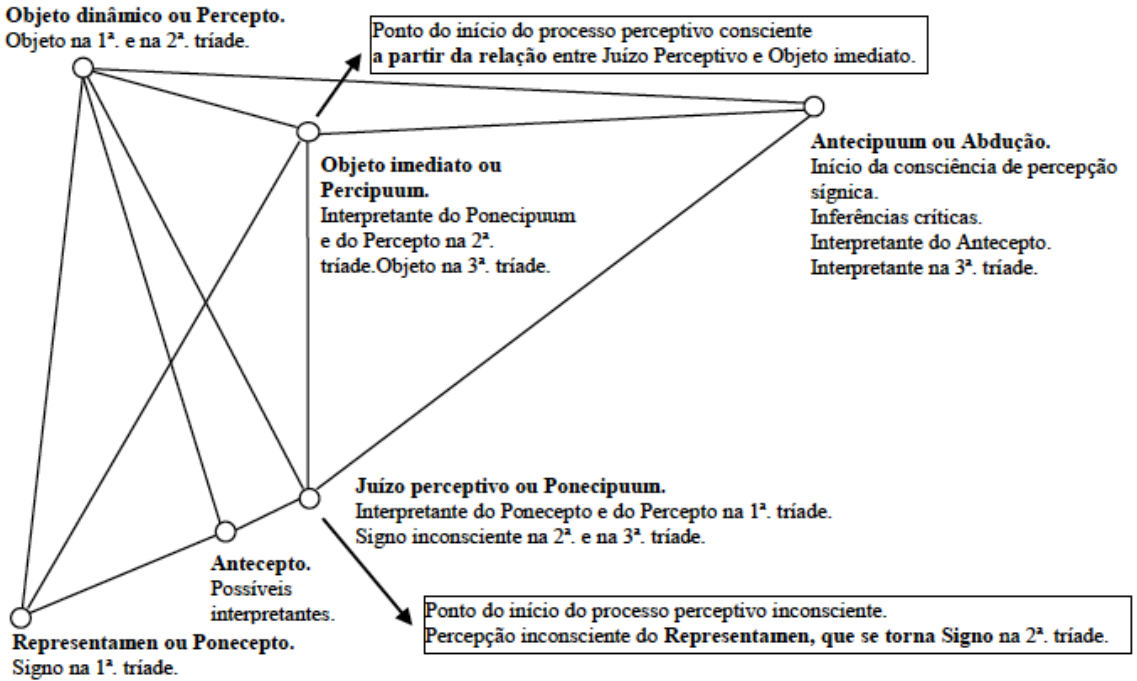 Objeto dinâmico ou Percepto.
Objeto na 1ª. e na 2ª. tríade.
Ponto do início do processo perceptivo consciente
a partir da relação entre Juízo Perceptivo e Objeto imediato.
Objeto imediato ou
Percipuum.
Interpretante do Ponecipuum
e do Percepto na 2ª.
tríade.Objeto na 3ª. tríade.
Antecipuum ou Abdução.
Início da consciência de percepção
sígnica.
Inferências críticas.
Interpretante do Antecepto.
Interpretante na 3ª. tríade.
Juízo perceptivo ou Ponecipuum.
Interpretante do Ponecepto e do Percepto na 1ª. tríade.
Signo inconsciente na 2ª. e na 3ª. tríade.
Antecepto.
Possíveis
interpretantes.
Ponto do início do processo perceptivo inconsciente.
Percepção inconsciente do Representamen, que se torna Signo na 2ª. tríade.
Representamen ou Ponecepto.
Signo na 1ª. tríade.